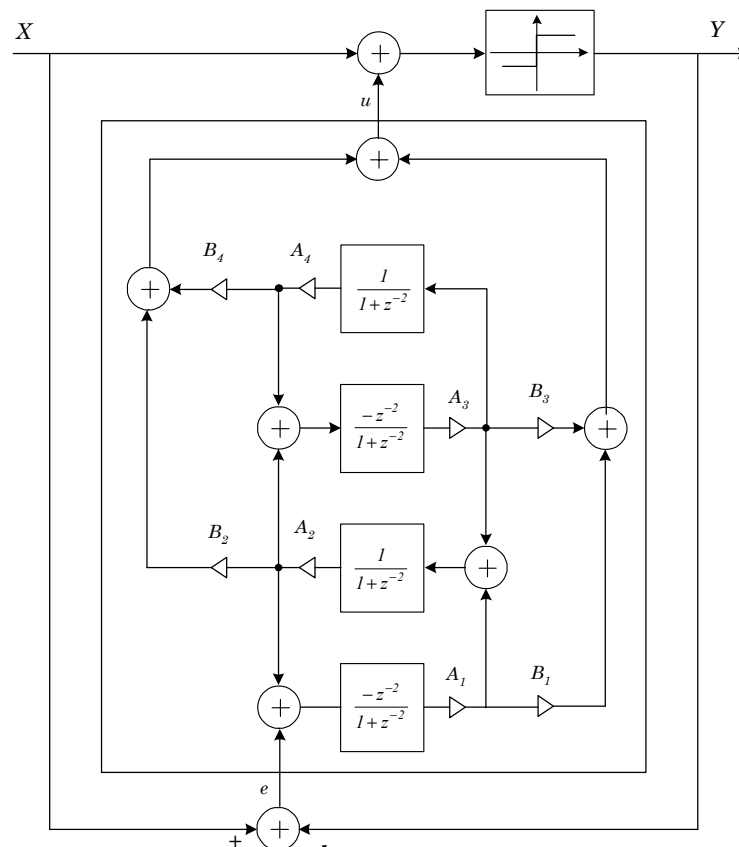 X
Y
u
B₄
A₄
1
1+z⁻²
A₃
B₃
-z⁻²
1+z⁻²
B₂
A₂
1
1+z⁻²
A₁
B₁
-z⁻²
1+z⁻²
e
+
-